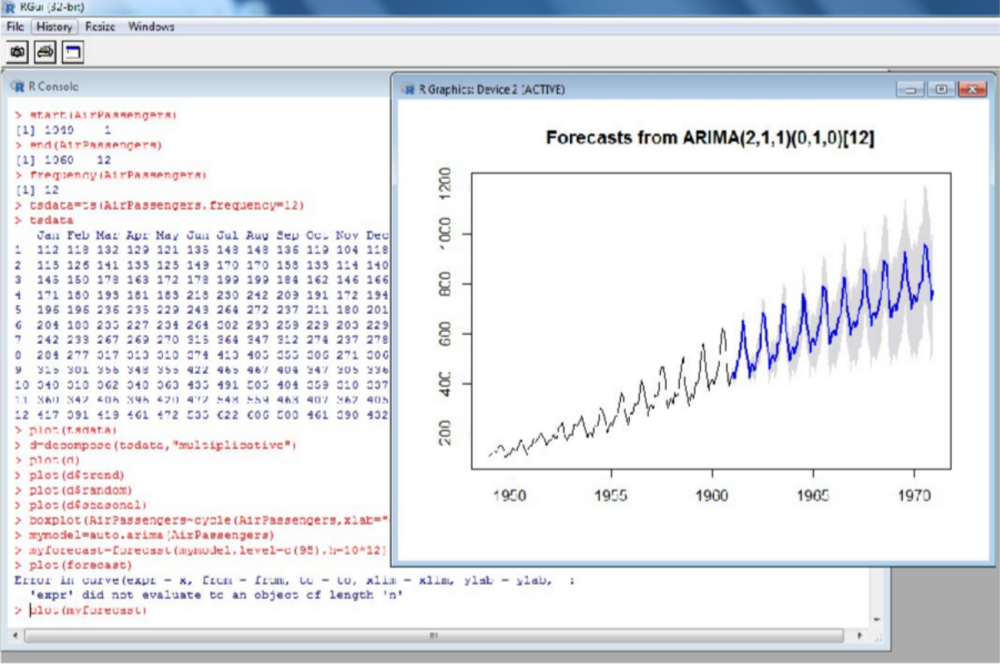 RGui (32-bit)
File History Resize Windows
R Console
> start(AirPassengers)
[1] 1949 1
> end(AirPassengers)
[1] 1960 12
> frequency(AirPassengers)
[1] 12
> tsdata=ts(AirPassengers,frequency=12)
> tsdata
Jan Feb Mar Apr May Jun Jul Aug Sep Oct Nov Dec
1 112 118 132 129 121 135 148 148 136 119 104 118
2 115 126 141 135 125 149 170 170 158 133 114 140
3 145 150 178 163 172 178 199 199 184 162 146 166
4 171 180 193 181 183 218 230 242 209 191 172 194
5 196 196 236 235 229 243 264 272 237 211 180 201
6 204 188 235 227 234 264 302 293 259 229 203 229
7 242 233 267 269 270 315 364 347 312 274 237 278
8 284 277 317 313 318 374 413 405 355 306 271 306
9 315 301 356 348 355 422 465 467 404 347 305 336
10 340 318 362 348 363 435 491 505 404 359 310 337
11 360 342 406 396 420 472 548 559 463 407 362 405
12 417 391 419 461 472 535 622 606 508 461 390 432
> plot(tsdata)
> d=decompose(tsdata,"multiplicative")
> plot(d)
> plot(d$trend)
> plot(d$random)
> plot(d$seasonal)
> boxplot(AirPassengers~cycle(AirPassengers,xlab="
> mymodel=auto.arima(AirPassengers)
> myforecast=forecast(mymodel,level=c(95),h=10*12)
> plot(forecast)
Error in curve(expr = x, from = from, to = to, xlim = xlim, ylab = ylab, :
'expr' did not evaluate to an object of length 'n'
> plot(myforecast)
R Graphics: Device 2 (ACTIVE)
Forecasts from ARIMA(2,1,1)(0,1,0)[12]
1200
1000
800
600
400
200
1950 1955 1960 1965 1970